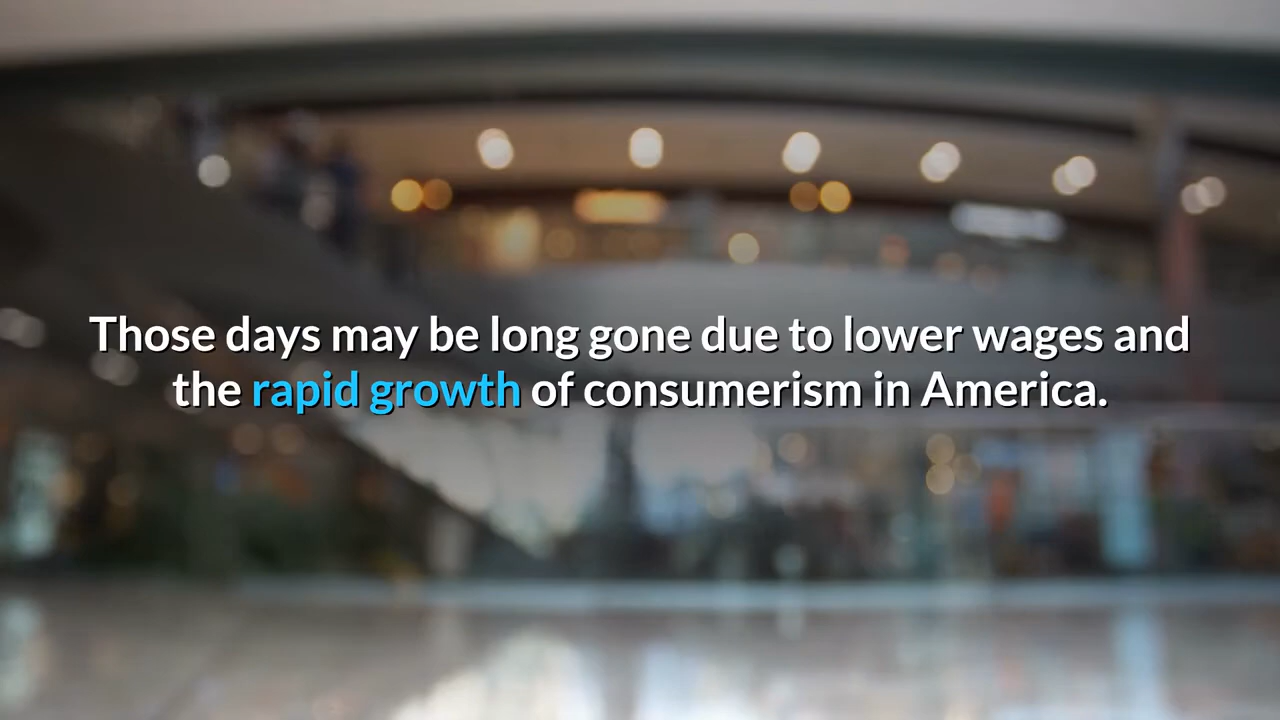 Those days may be long gone due to lower wages and
the rapid growth of consumerism in America.